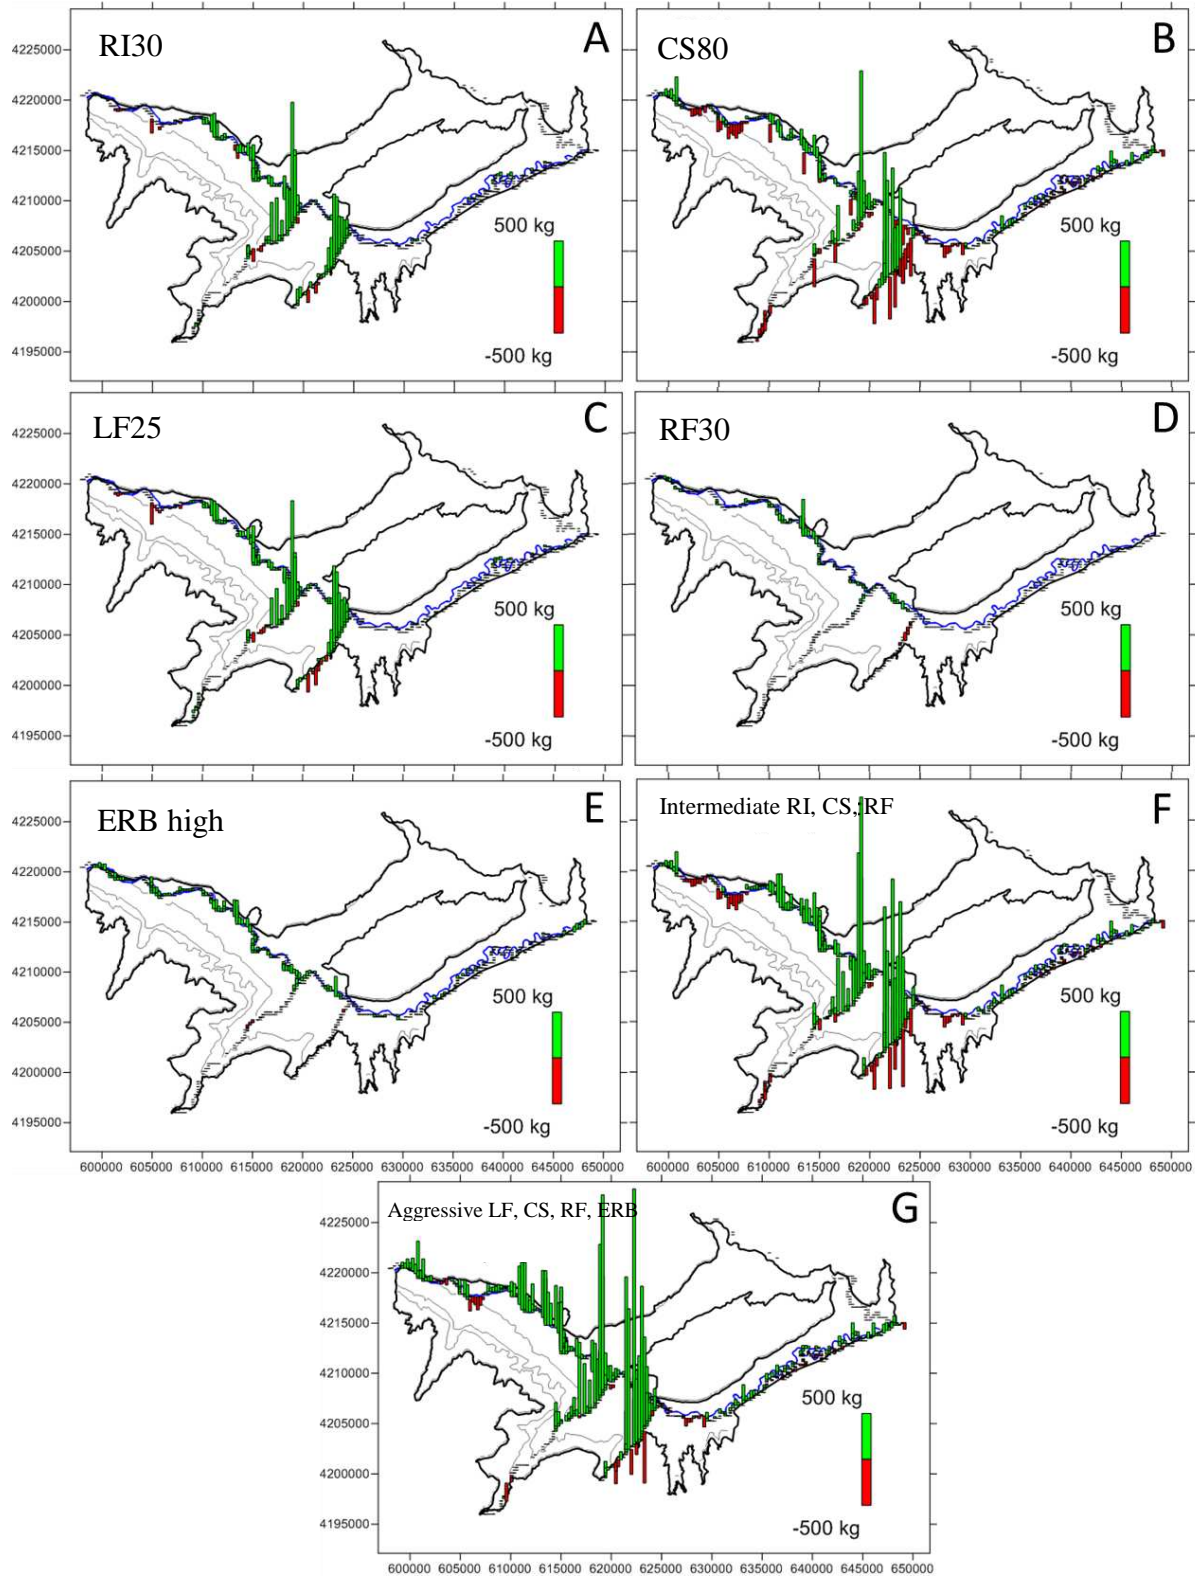 RI30 A
4225000
4220000
4215000
4210000
4205000
4200000
4195000
500 kg
-500 kg
CS80 B
500 kg
-500 kg
LF25 C
4225000
4220000
4215000
4210000
4205000
4200000
4195000
500 kg
-500 kg
RF30 D
500 kg
-500 kg
ERB high E
4225000
4220000
4215000
4210000
4205000
4200000
4195000
500 kg
-500 kg
600000 605000 610000 615000 620000 625000 630000 635000 640000 645000 650000
Intermediate RI, CS, RF F
500 kg
-500 kg
600000 605000 610000 615000 620000 625000 630000 635000 640000 645000 650000
Aggressive LF, CS, RF, ERB G
4225000
4220000
4215000
4210000
4205000
4200000
4195000
500 kg
-500 kg
600000 605000 610000 615000 620000 625000 630000 635000 640000 645000 650000